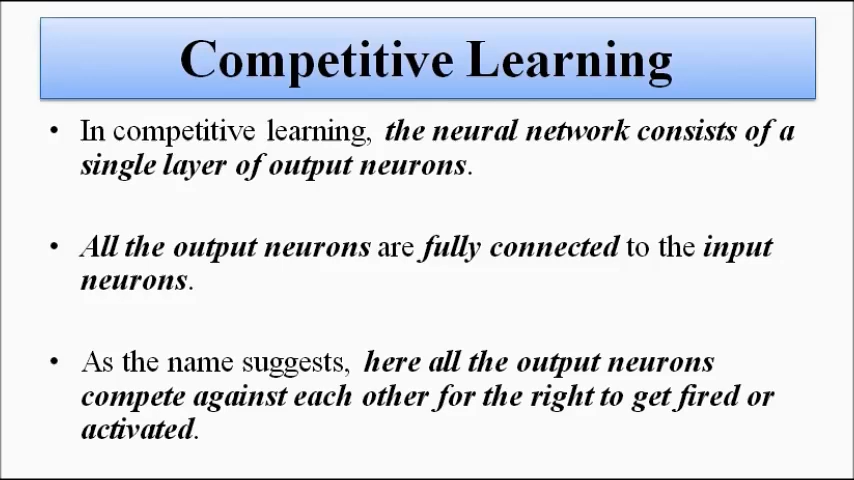 Competitive Learning
• In competitive learning, the neural network consists of a
single layer of output neurons.
• All the output neurons are fully connected to the input
neurons.
• As the name suggests, here all the output neurons
compete against each other for the right to get fired or
activated.